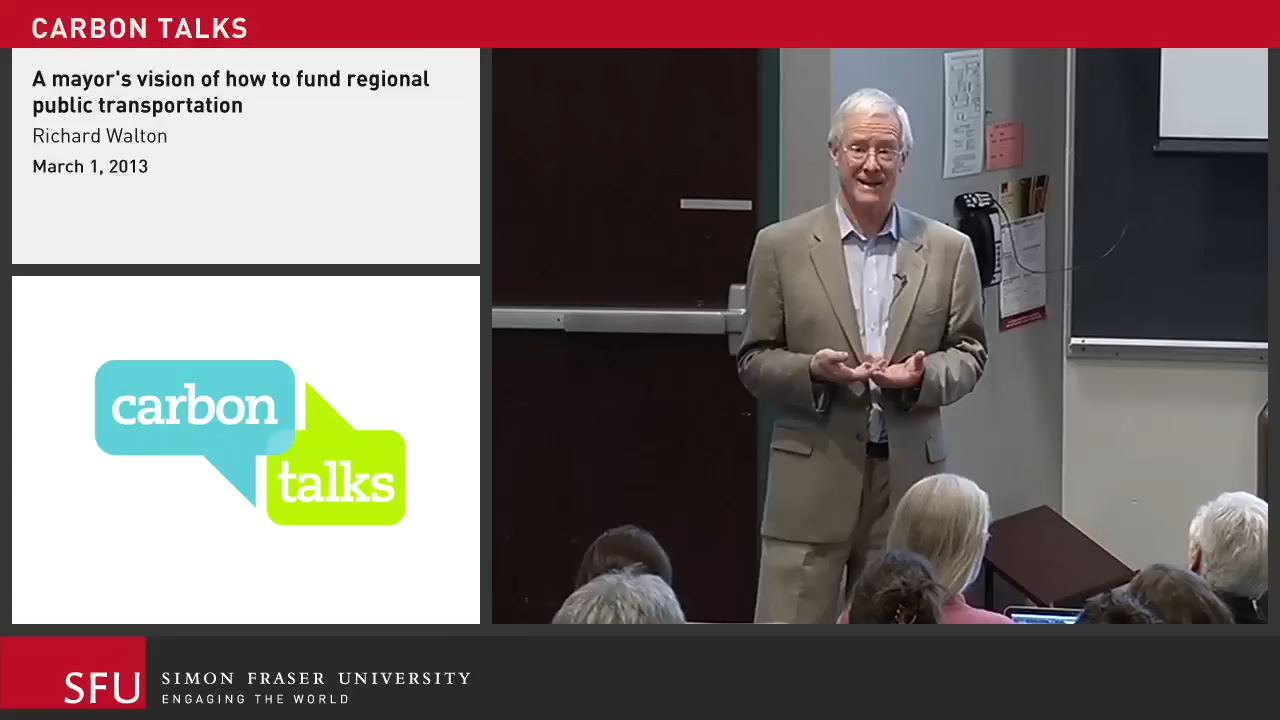 CARBON TALKS
A mayor's vision of how to fund regional
public transportation
Richard Walton
March 1, 2013
carbon
talks
SFU
SIMON FRASER UNIVERSITY
ENGAGING THE WORLD